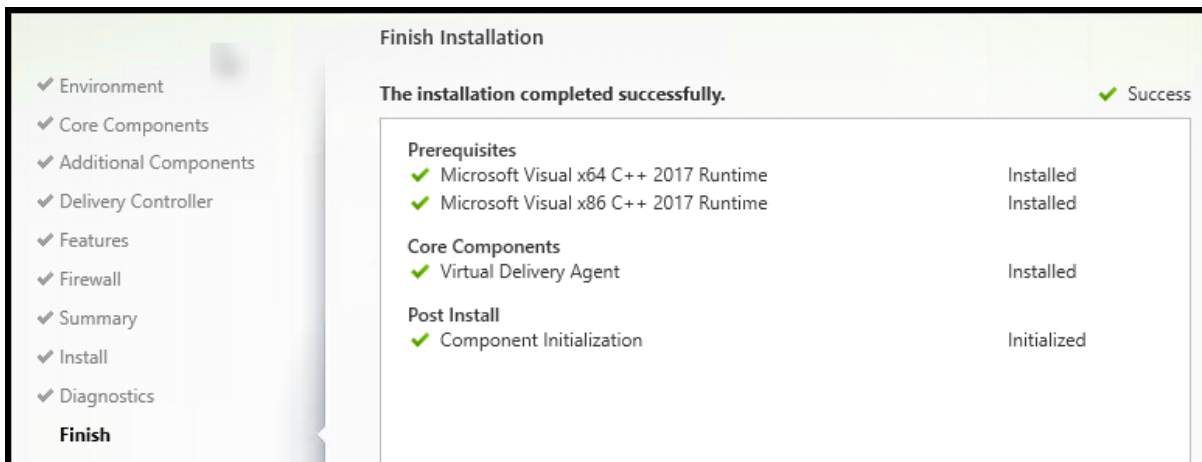 Finish Installation
Environment
Core Components
Additional Components
Delivery Controller
Features
Firewall
Summary
Install
Diagnostics
Finish
The installation completed successfully.
Success
Prerequisites
Microsoft Visual x64 C++ 2017 Runtime Installed
Microsoft Visual x86 C++ 2017 Runtime Installed
Core Components
Virtual Delivery Agent Installed
Post Install
Component Initialization Initialized